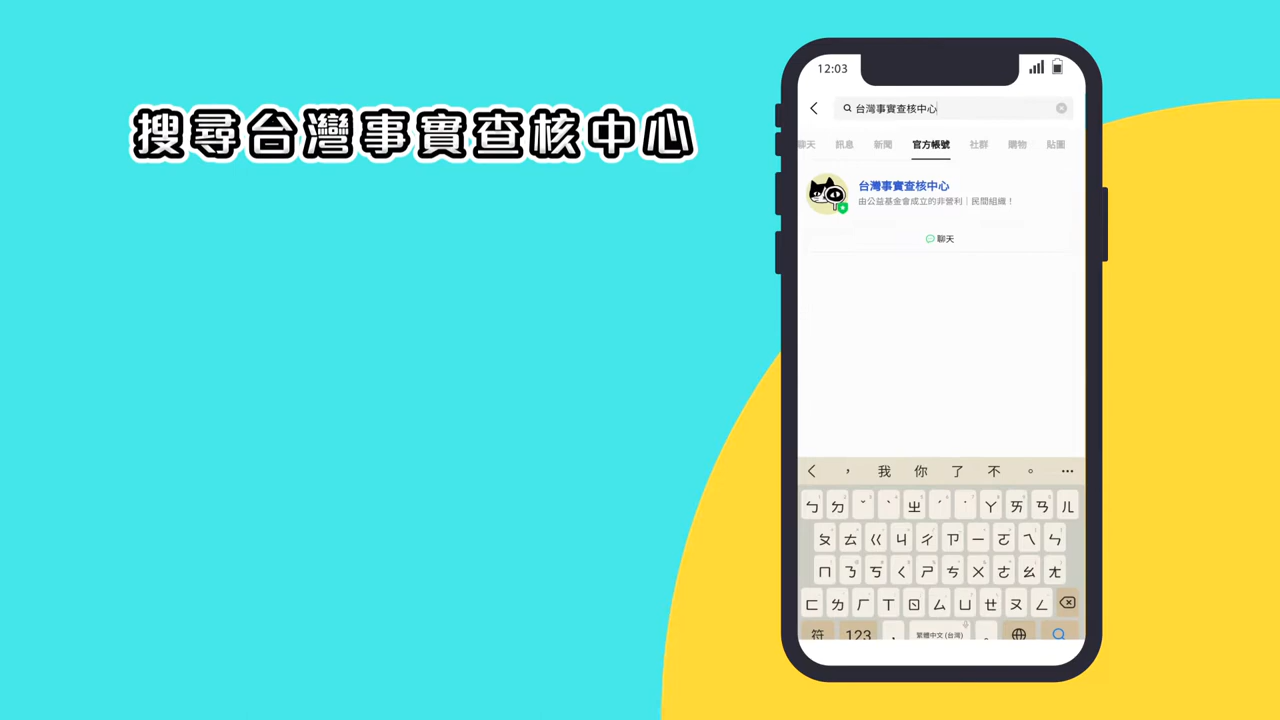 搜尋台灣事實查核中心
12:03
台灣事實查核中心
聊天 訊息 新聞 官方帳號 社群 購物 貼圖
台灣事實查核中心
由公益基金會成立的非營利｜民間組織！
聊天
， 我 你 了 不 。 …
ㄅ ㄉ ˇ ˋ ㄓ ˊ ˙ ㄚ ㄞ ㄢ ㄦ
ㄆ ㄊ ㄍ ㄐ ㄔ ㄗ ㄧ ㄛ ㄟ ㄣ
ㄇ ㄋ ㄎ ㄑ ㄕ ㄘ ㄨ ㄜ ㄠ ㄤ
ㄈ ㄌ ㄏ ㄒ ㄖ ㄙ ㄩ ㄝ ㄡ ㄥ
符 123 ， 繁體中文 (台灣) 。